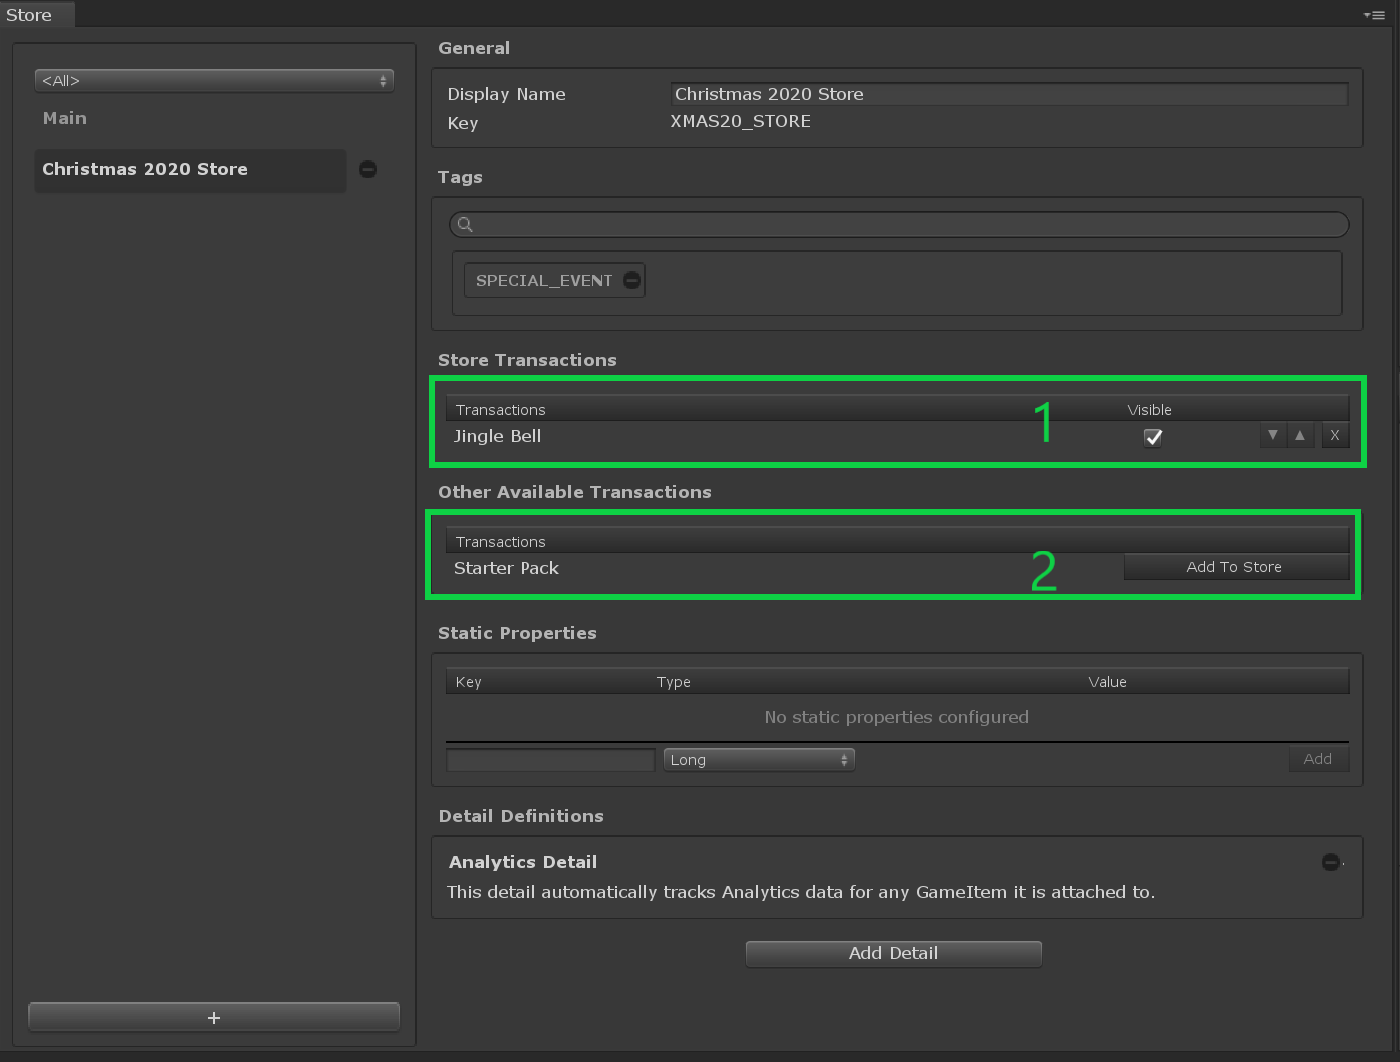 Store
<All>
Main
Christmas 2020 Store
+
General
Display Name Christmas 2020 Store
Key XMAS20_STORE
Tags
SPECIAL_EVENT
Store Transactions
Transactions 1 Visible
Jingle Bell ▼ ▲ X
Other Available Transactions
Transactions
Starter Pack 2 Add To Store
Static Properties
Key Type Value
No static properties configured
Long Add
Detail Definitions
Analytics Detail
This detail automatically tracks Analytics data for any GameItem it is attached to.
Add Detail